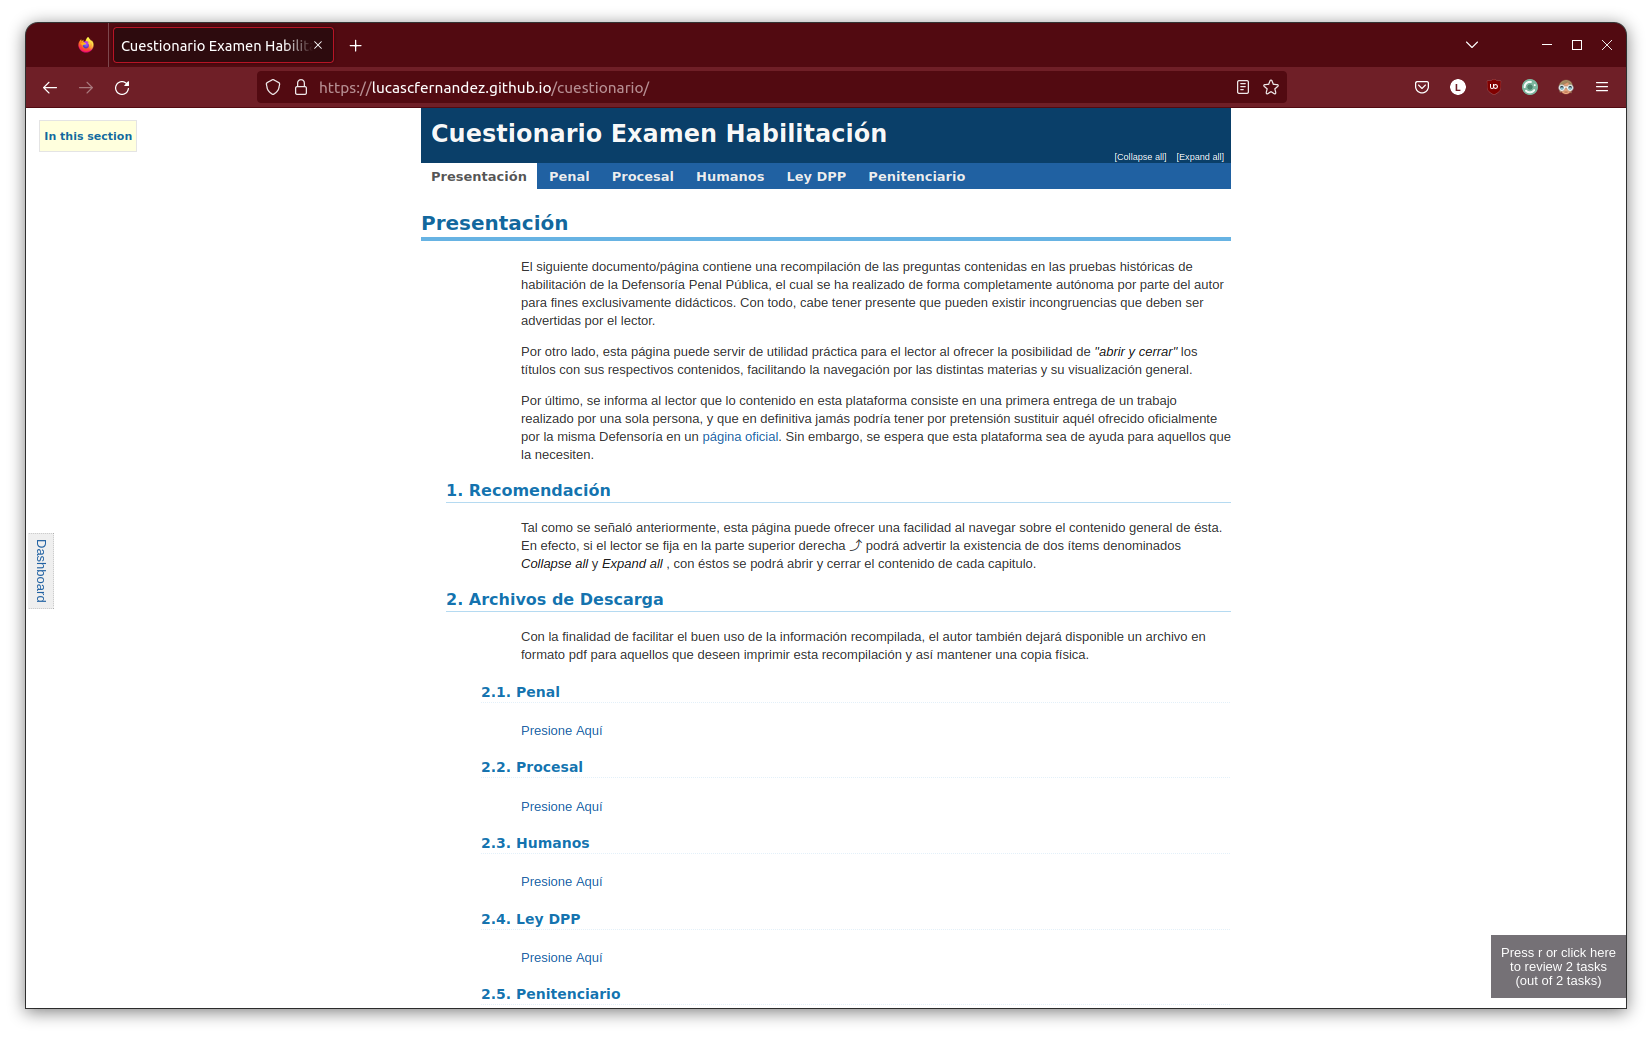 Cuestionario Examen Habilit
https://lucascfernandez.github.io/cuestionario/
L
In this section
Cuestionario Examen Habilitación
[Collapse all] [Expand all]
Presentación Penal Procesal Humanos Ley DPP Penitenciario
Presentación
El siguiente documento/página contiene una recompilación de las preguntas contenidas en las pruebas históricas de
habilitación de la Defensoría Penal Pública, el cual se ha realizado de forma completamente autónoma por parte del autor
para fines exclusivamente didácticos. Con todo, cabe tener presente que pueden existir incongruencias que deben ser
advertidas por el lector.
Por otro lado, esta página puede servir de utilidad práctica para el lector al ofrecer la posibilidad de "abrir y cerrar" los
títulos con sus respectivos contenidos, facilitando la navegación por las distintas materias y su visualización general.
Por último, se informa al lector que lo contenido en esta plataforma consiste en una primera entrega de un trabajo
realizado por una sola persona, y que en definitiva jamás podría tener por pretensión sustituir aquél ofrecido oficialmente
por la misma Defensoría en un página oficial. Sin embargo, se espera que esta plataforma sea de ayuda para aquellos que
la necesiten.
1. Recomendación
Tal como se señaló anteriormente, esta página puede ofrecer una facilidad al navegar sobre el contenido general de ésta.
En efecto, si el lector se fija en la parte superior derecha ⤴ podrá advertir la existencia de dos ítems denominados
Collapse all y Expand all , con éstos se podrá abrir y cerrar el contenido de cada capitulo.
2. Archivos de Descarga
Con la finalidad de facilitar el buen uso de la información recompilada, el autor también dejará disponible un archivo en
formato pdf para aquellos que deseen imprimir esta recompilación y así mantener una copia física.
2.1. Penal
Presione Aquí
2.2. Procesal
Presione Aquí
2.3. Humanos
Presione Aquí
2.4. Ley DPP
Presione Aquí
2.5. Penitenciario
Dashboard
Press r or click here
to review 2 tasks
(out of 2 tasks)